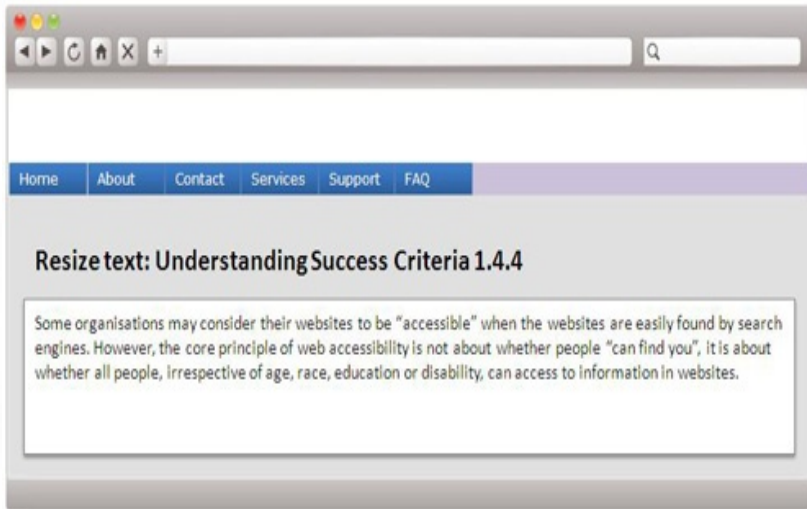 Home About Contact Services Support FAQ
Resize text: Understanding Success Criteria 1.4.4
Some organisations may consider their websites to be “accessible” when the websites are easily found by search
engines. However, the core principle of web accessibility is not about whether people “can find you”, it is about
whether all people, irrespective of age, race, education or disability, can access to information in websites.